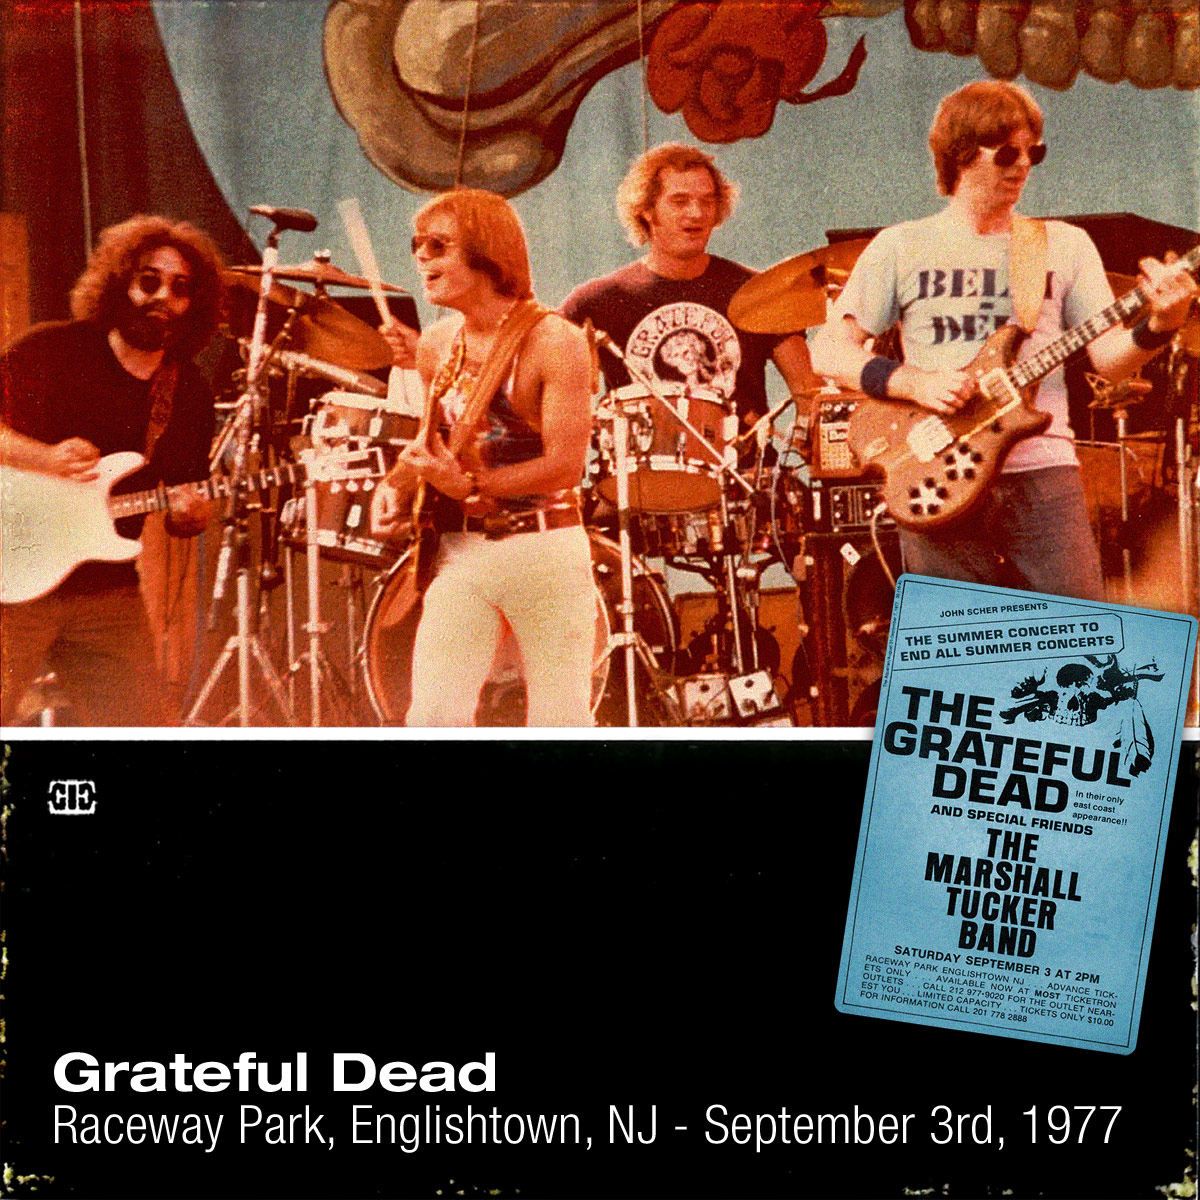 GRATEFUL
JOHN SCHER PRESENTS
THE SUMMER CONCERT TO
END ALL SUMMER CONCERTS
THE
GRATEFUL
DEAD
In their only
east coast
appearance!!
AND SPECIAL FRIENDS
THE
MARSHALL
TUCKER
BAND
SATURDAY SEPTEMBER 3 AT 2PM
RACEWAY PARK ENGLISHTOWN NJ . . . ADVANCE TICK-
ETS ONLY . . . AVAILABLE NOW AT MOST TICKETRON
OUTLETS . . . CALL 212 977-9020 FOR THE OUTLET NEAR-
EST YOU . . . LIMITED CAPACITY . . . TICKETS ONLY $10.00
FOR INFORMATION CALL 201 778 2888
Grateful Dead
Raceway Park, Englishtown, NJ - September 3rd, 1977